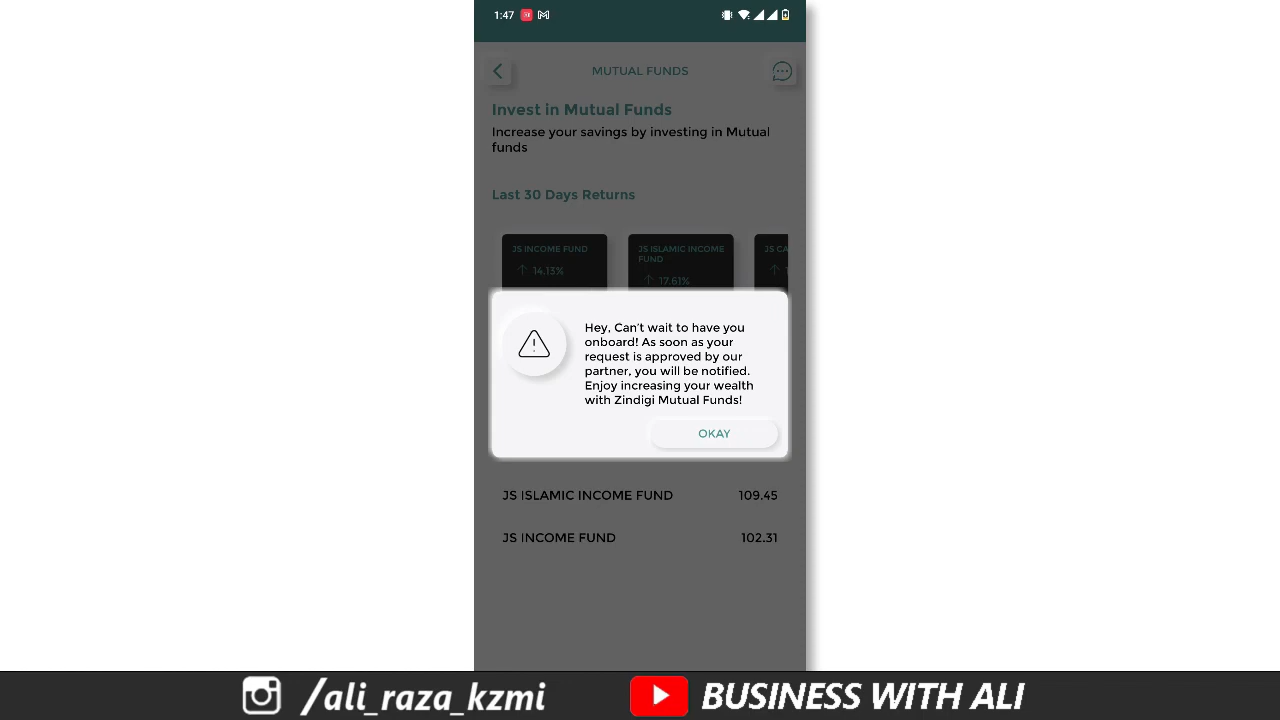 1:47
MUTUAL FUNDS
Invest in Mutual Funds
Increase your savings by investing in Mutual
funds
Last 30 Days Returns
JS INCOME FUND
14.13%
JS ISLAMIC INCOME
FUND
17.61%
JS CA
Hey, Can't wait to have you
onboard! As soon as your
request is approved by our
partner, you will be notified.
Enjoy increasing your wealth
with Zindigi Mutual Funds!
OKAY
JS ISLAMIC INCOME FUND 109.45
JS INCOME FUND 102.31
/ali_raza_kzmi BUSINESS WITH ALI